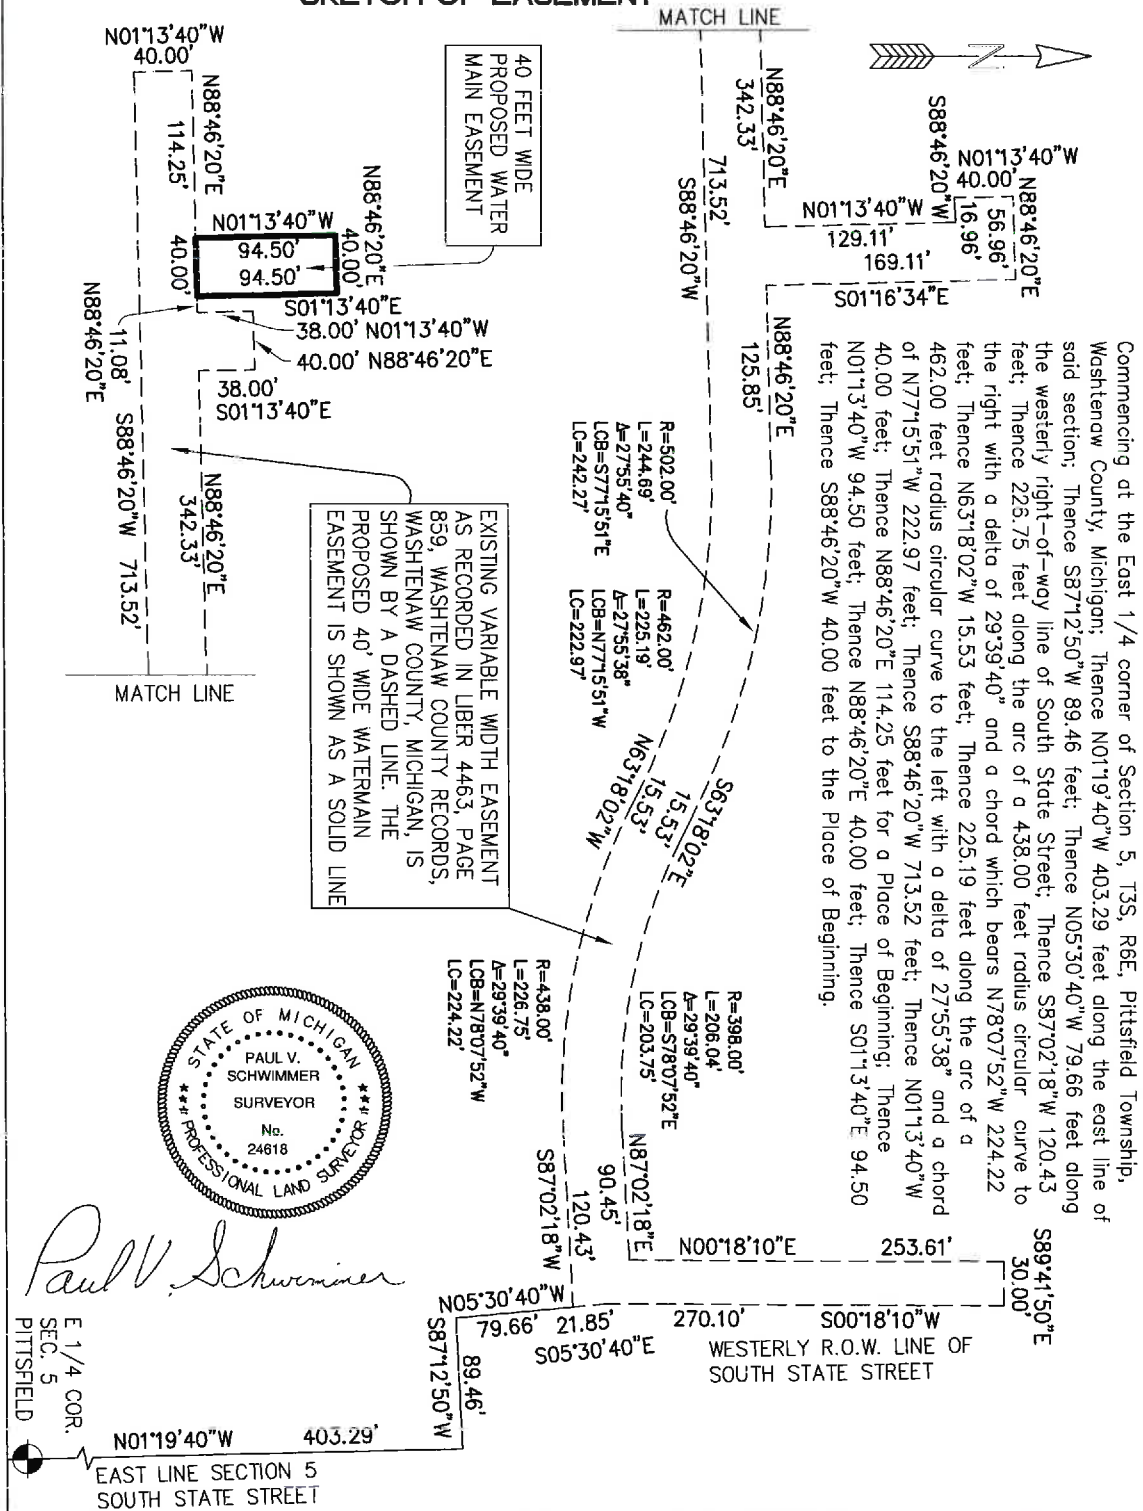 SKETCH OF EASEMENT
MATCH LINE
N01°13'40"W
40.00'
N88°46'20"E
114.25'
N01°13'40"W
94.50'
94.50'
40.00'
N88°46'20"E
40.00'
S01°13'40"E
38.00' N01°13'40"W
40.00' N88°46'20"E
38.00'
S01°13'40"E
11.08'
N88°46'20"E
S88°46'20"W 713.52'
N88°46'20"E
342.33'
MATCH LINE
40 FEET WIDE
PROPOSED WATER
MAIN EASEMENT
N88°46'20"E
342.33'
713.52'
S88°46'20"W
N01°13'40"W
129.11'
169.11'
S01°16'34"E
S88°46'20"W
16.96'
N01°13'40"W
40.00'
56.96'
N88°46'20"E
N88°46'20"E
125.85'
R=502.00'
L=244.69'
Δ=27°55'40"
LCB=S77°15'51"E
LC=242.27'
R=462.00'
L=225.19'
Δ=27°55'38"
LCB=N77°15'51"W
LC=222.97'
N63°18'02"W
15.53'
S63°18'02"E
15.53'
EXISTING VARIABLE WIDTH EASEMENT
AS RECORDED IN LIBER 4463, PAGE
859, WASHTENAW COUNTY RECORDS,
WASHTENAW COUNTY, MICHIGAN, IS
SHOWN BY A DASHED LINE. THE
PROPOSED 40' WIDE WATERMAIN
EASEMENT IS SHOWN AS A SOLID LINE
R=438.00'
L=226.75'
Δ=29°39'40"
LCB=N78°07'52"W
LC=224.22'
R=398.00'
L=206.04'
Δ=29°39'40"
LCB=S78°07'52"E
LC=203.75'
S87°02'18"W
120.43'
N87°02'18"E
90.45'
N00°18'10"E 253.61'
S89°41'50"E
30.00'
N05°30'40"W
79.66' 21.85' 270.10' S00°18'10"W
S05°30'40"E
WESTERLY R.O.W. LINE OF
SOUTH STATE STREET
S87°12'50"W
89.46'
N01°19'40"W 403.29'
EAST LINE SECTION 5
SOUTH STATE STREET
E 1/4 COR.
SEC. 5
PITTSFIELD
STATE OF MICHIGAN
PAUL V.
SCHWIMMER
SURVEYOR
No.
24618
PROFESSIONAL LAND SURVEYOR
Paul V. Schwimmer
Commencing at the East 1/4 corner of Section 5, T3S, R6E, Pittsfield Township,
Washtenaw County, Michigan; Thence N01°19'40"W 403.29 feet along the east line of
said section; Thence S87°12'50"W 89.46 feet; Thence N05°30'40"W 79.66 feet along
the westerly right-of-way line of South State Street; Thence S87°02'18"W 120.43
feet; Thence 226.75 feet along the arc of a 438.00 feet radius circular curve to
the right with a delta of 29°39'40" and a chord which bears N78°07'52"W 224.22
feet; Thence N63°18'02"W 15.53 feet; Thence 225.19 feet along the arc of a
462.00 feet radius circular curve to the left with a delta of 27°55'38" and a chord
of N77°15'51"W 222.97 feet; Thence S88°46'20"W 713.52 feet; Thence N01°13'40"W
40.00 feet; Thence N88°46'20"E 114.25 feet for a Place of Beginning; Thence
N01°13'40"W 94.50 feet; Thence N88°46'20"E 40.00 feet; Thence S01°13'40"E 94.50
feet; Thence S88°46'20"W 40.00 feet to the Place of Beginning.